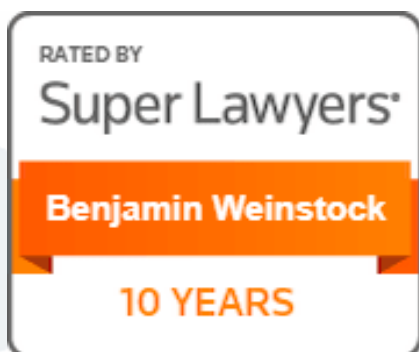 RATED BY
Super Lawyers®
Benjamin Weinstock
10 YEARS